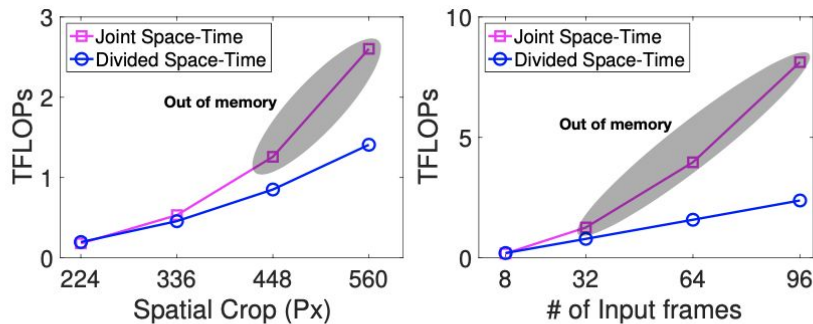 TFLOPs
3
2
1
0
Joint Space-Time
Divided Space-Time
Out of memory
224 336 448 560
Spatial Crop (Px)
TFLOPs
10
5
0
Joint Space-Time
Divided Space-Time
Out of memory
8 32 64 96
# of Input frames